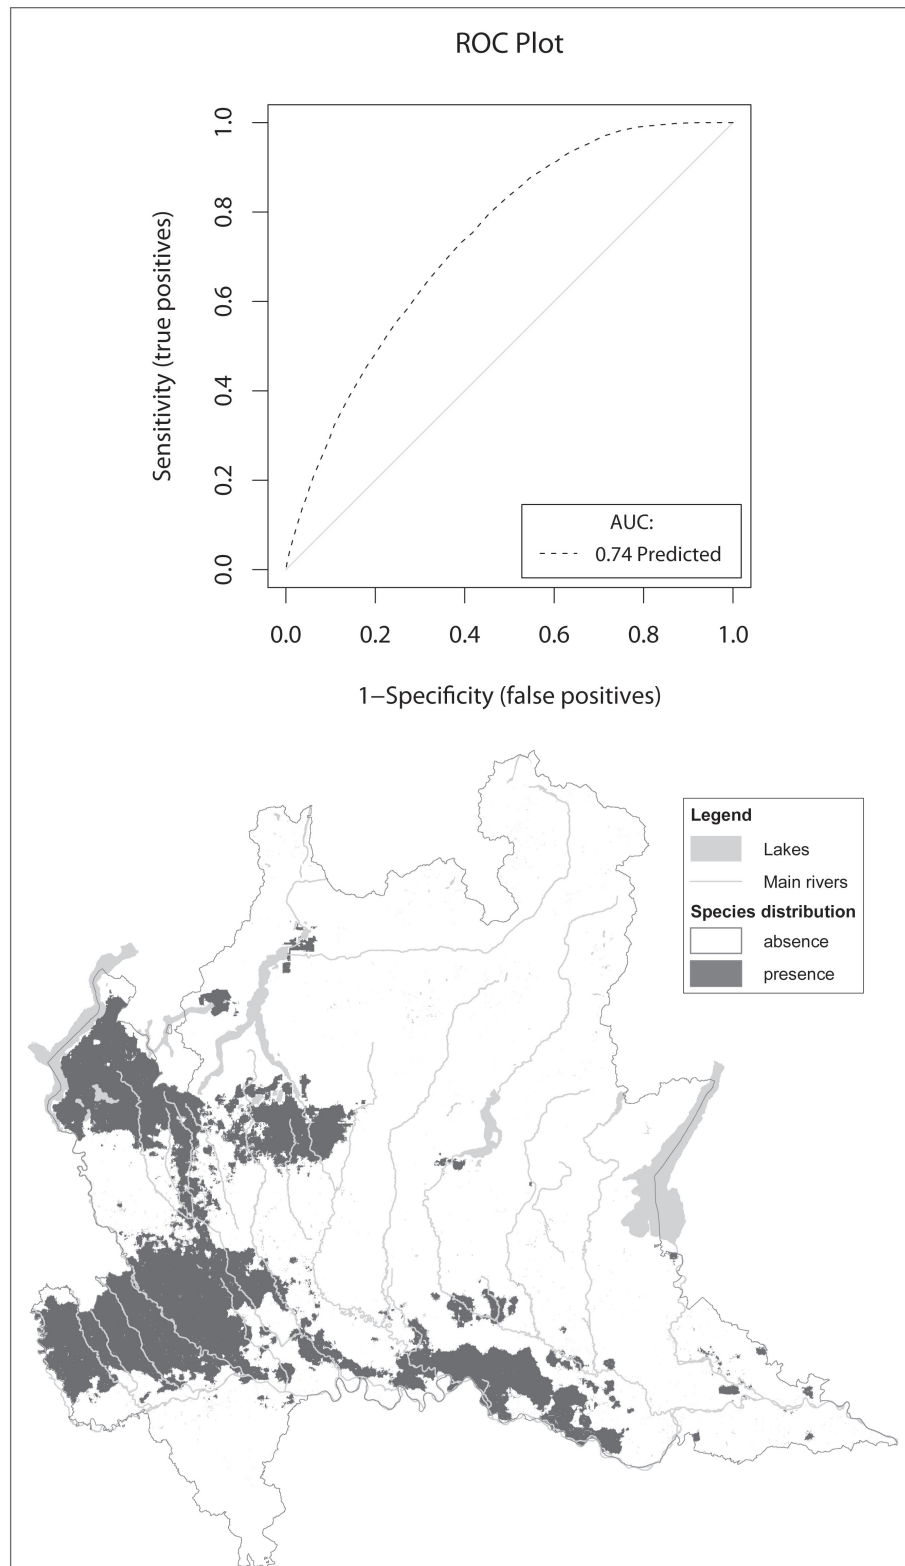 ROC Plot
Sensitivity (true positives)
1.0
0.8
0.6
0.4
0.2
0.0
AUC:
0.74 Predicted
0.0 0.2 0.4 0.6 0.8 1.0
1−Specificity (false positives)
Legend
Lakes
Main rivers
Species distribution
absence
presence